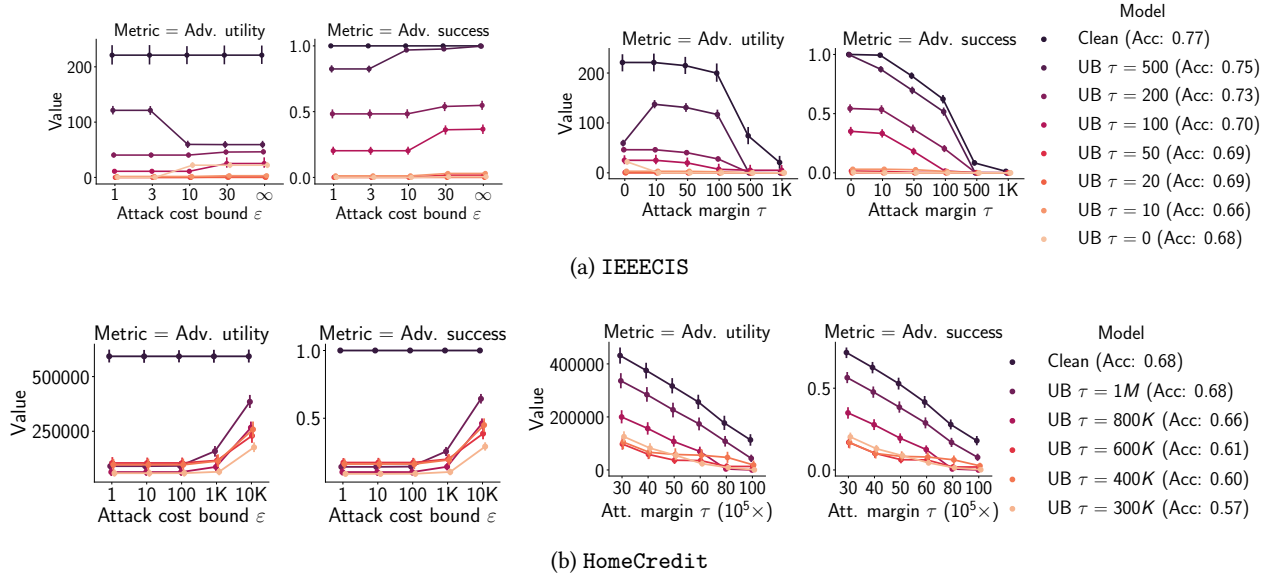 Metric = Adv. utility
Metric = Adv. success
Value
200
100
0
1 3 10 30 ∞
Attack cost bound ε
1.0
0.5
0.0
1 3 10 30 ∞
Attack cost bound ε
Metric = Adv. utility
Metric = Adv. success
Value
200
100
0
0 10 50 100 500 1K
Attack margin τ
1.0
0.5
0.0
0 10 50 100 500 1K
Attack margin τ
Model
Clean (Acc: 0.77)
UB τ = 500 (Acc: 0.75)
UB τ = 200 (Acc: 0.73)
UB τ = 100 (Acc: 0.70)
UB τ = 50 (Acc: 0.69)
UB τ = 20 (Acc: 0.69)
UB τ = 10 (Acc: 0.66)
UB τ = 0 (Acc: 0.68)
(a) IEEECIS
Metric = Adv. utility
Metric = Adv. success
Value
500000
250000
1 10 100 1K 10K
Attack cost bound ε
1.0
0.5
1 10 100 1K 10K
Attack cost bound ε
Metric = Adv. utility
Metric = Adv. success
Value
400000
200000
0
30 40 50 60 80 100
Att. margin τ (10⁵×)
0.5
0.0
30 40 50 60 80 100
Att. margin τ (10⁵×)
Model
Clean (Acc: 0.68)
UB τ = 1M (Acc: 0.68)
UB τ = 800K (Acc: 0.66)
UB τ = 600K (Acc: 0.61)
UB τ = 400K (Acc: 0.60)
UB τ = 300K (Acc: 0.57)
(b) HomeCredit